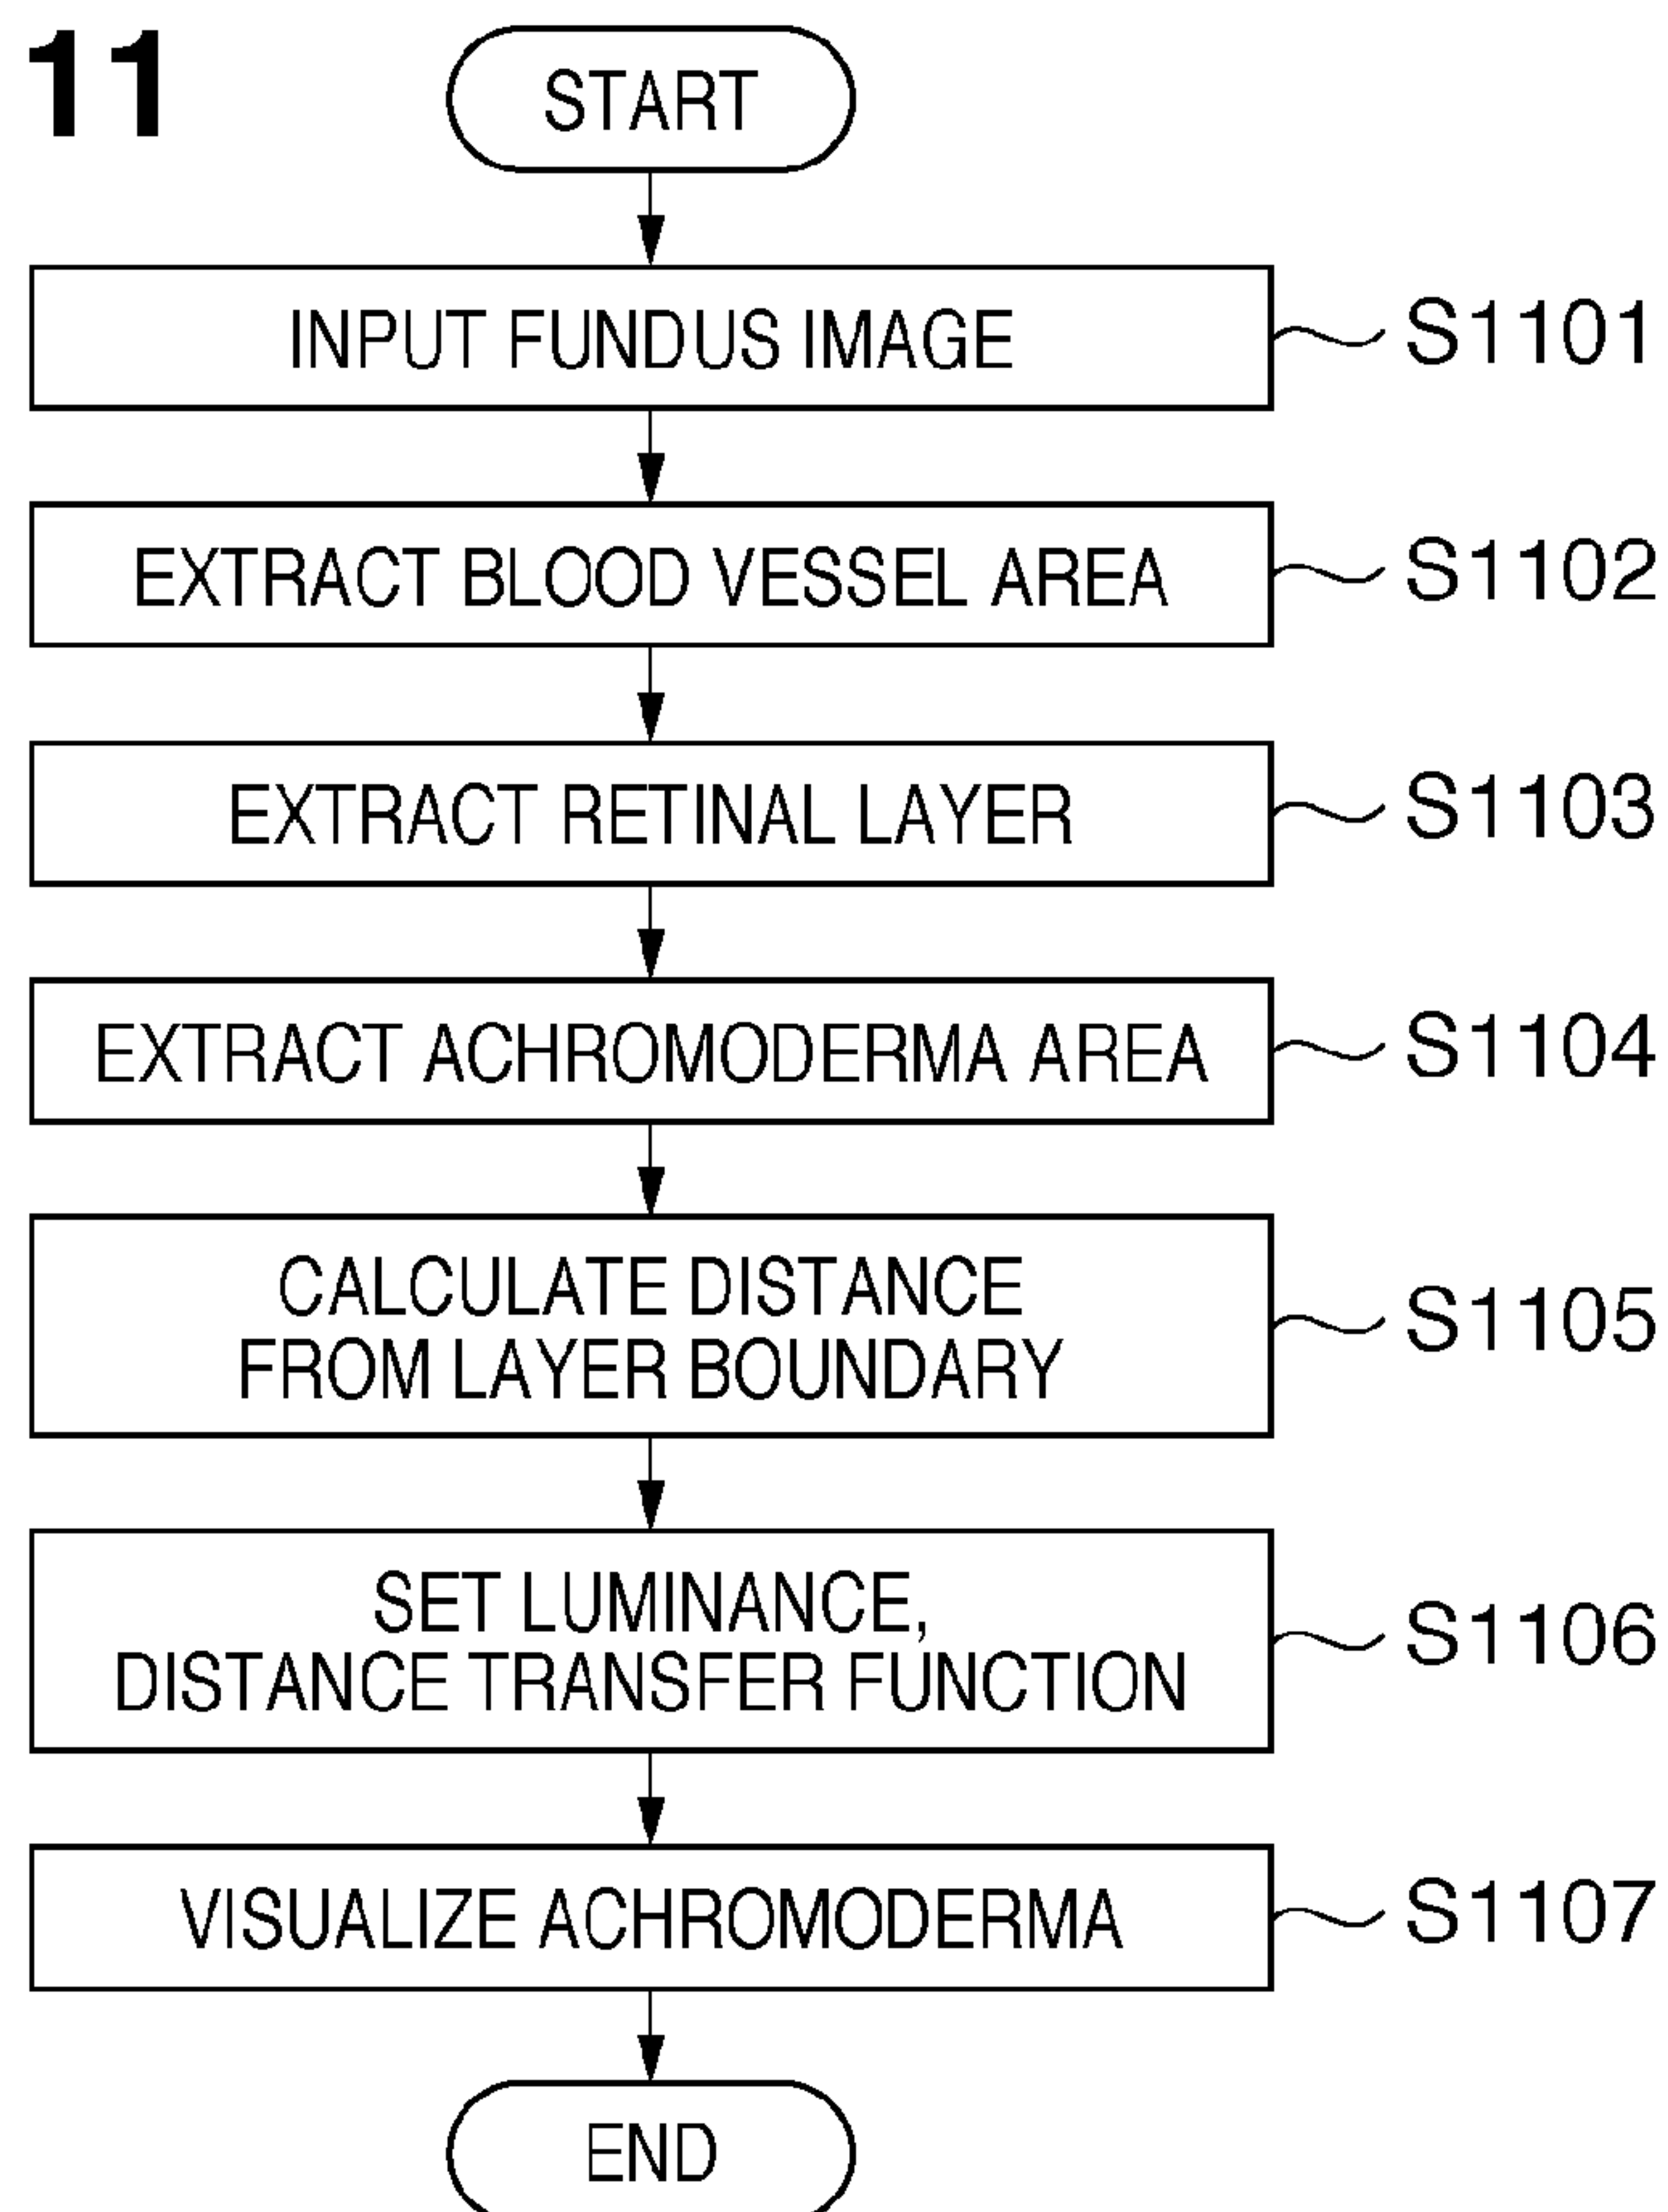 11
START
INPUT FUNDUS IMAGE
S1101
EXTRACT BLOOD VESSEL AREA
S1102
EXTRACT RETINAL LAYER
S1103
EXTRACT ACHROMODERMA AREA
S1104
CALCULATE DISTANCE
FROM LAYER BOUNDARY
S1105
SET LUMINANCE,
DISTANCE TRANSFER FUNCTION
S1106
VISUALIZE ACHROMODERMA
S1107
END